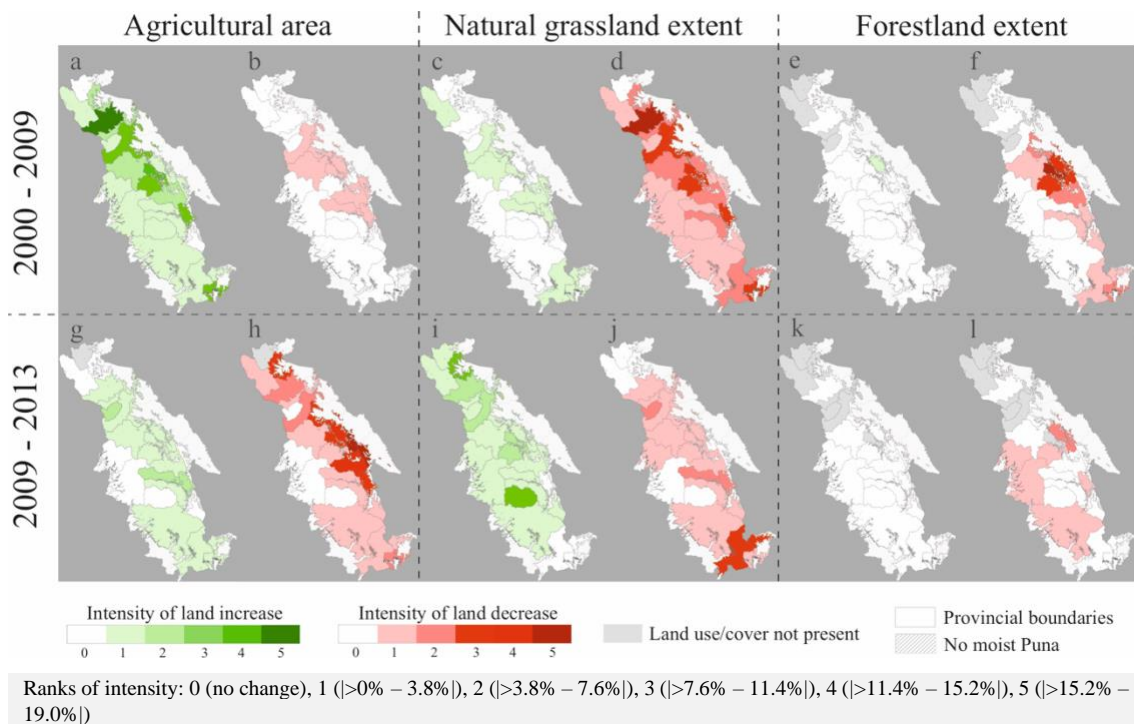 Agricultural area
Natural grassland extent
Forestland extent
2000 - 2009
a
b
c
d
e
f
2009 - 2013
g
h
i
j
k
l
Intensity of land increase
0 1 2 3 4 5
Intensity of land decrease
0 1 2 3 4 5
Land use/cover not present
Provincial boundaries
No moist Puna
Ranks of intensity: 0 (no change), 1 (|>0% – 3.8%|), 2 (|>3.8% – 7.6%|), 3 (|>7.6% – 11.4%|), 4 (|>11.4% – 15.2%|), 5 (|>15.2% –
19.0%|)